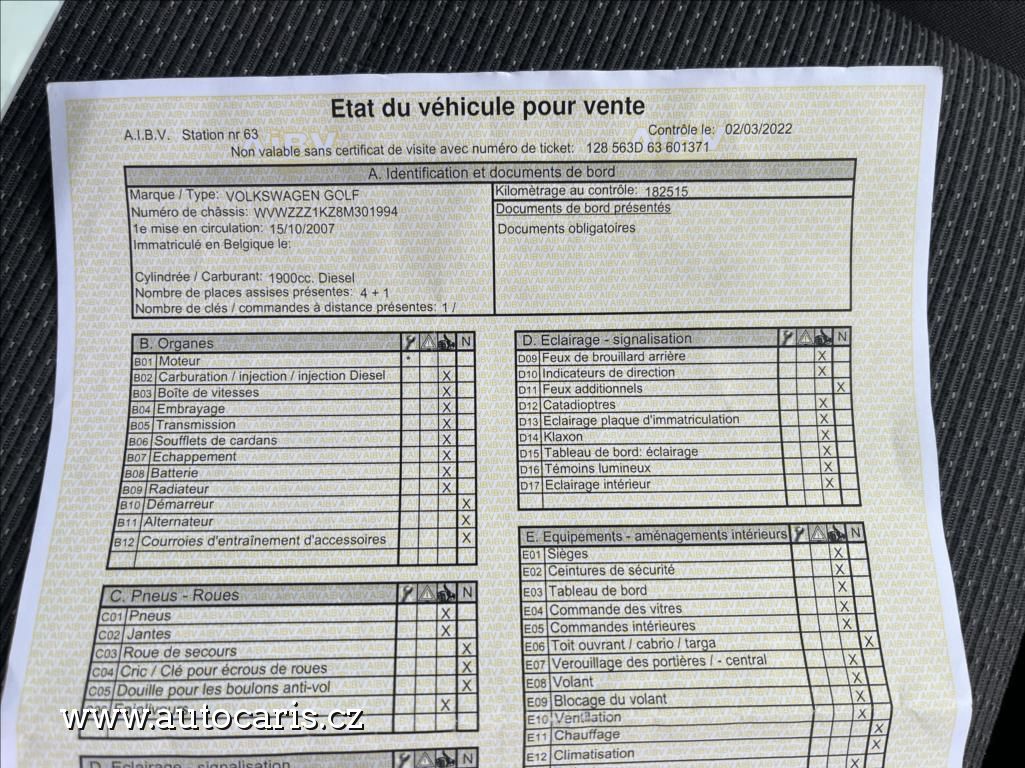 Etat du véhicule pour vente
A.I.B.V. Station nr 63
Contrôle le: 02/03/2022
Non valable sans certificat de visite avec numéro de ticket: 128 563D 63 601371
A. Identification et documents de bord
Marque / Type: VOLKSWAGEN GOLF
Numéro de châssis: WVWZZZ1KZ8M301994
1e mise en circulation: 15/10/2007
Immatriculé en Belgique le:
Cylindrée / Carburant: 1900cc. Diesel
Nombre de places assises présentes: 4 + 1
Nombre de clés / commandes à distance présentes: 1 /
Kilomètrage au contrôle: 182515
Documents de bord présentés
Documents obligatoires
B. Organes N
B01 Moteur *
B02 Carburation / injection / injection Diesel X
B03 Boîte de vitesses X
B04 Embrayage X
B05 Transmission X
B06 Soufflets de cardans X
B07 Echappement X
B08 Batterie X
B09 Radiateur X
B10 Démarreur X
B11 Alternateur X
B12 Courroies d'entraînement d'accessoires X
C. Pneus - Roues N
C01 Pneus X
C02 Jantes X
C03 Roue de secours X
C04 Cric / Clé pour écrous de roues X
C05 Douille pour les boulons anti-vol X
X
D. Eclairage - signalisation N
D. Eclairage - signalisation N
D09 Feux de brouillard arrière X
D10 Indicateurs de direction X
D11 Feux additionnels X
D12 Catadioptres X
D13 Eclairage plaque d'immatriculation X
D14 Klaxon X
D15 Tableau de bord: éclairage X
D16 Témoins lumineux X
D17 Eclairage intérieur X
E. Equipements - aménagements intérieurs N
E01 Sièges X
E02 Ceintures de sécurité X
E03 Tableau de bord X
E04 Commande des vitres X
E05 Commandes intérieures X
E06 Toit ouvrant / cabrio / targa X
E07 Verouillage des portières / - central X
E08 Volant X
E09 Blocage du volant X
E10 Ventilation X
E11 Chauffage X
E12 Climatisation X
www.autocaris.cz